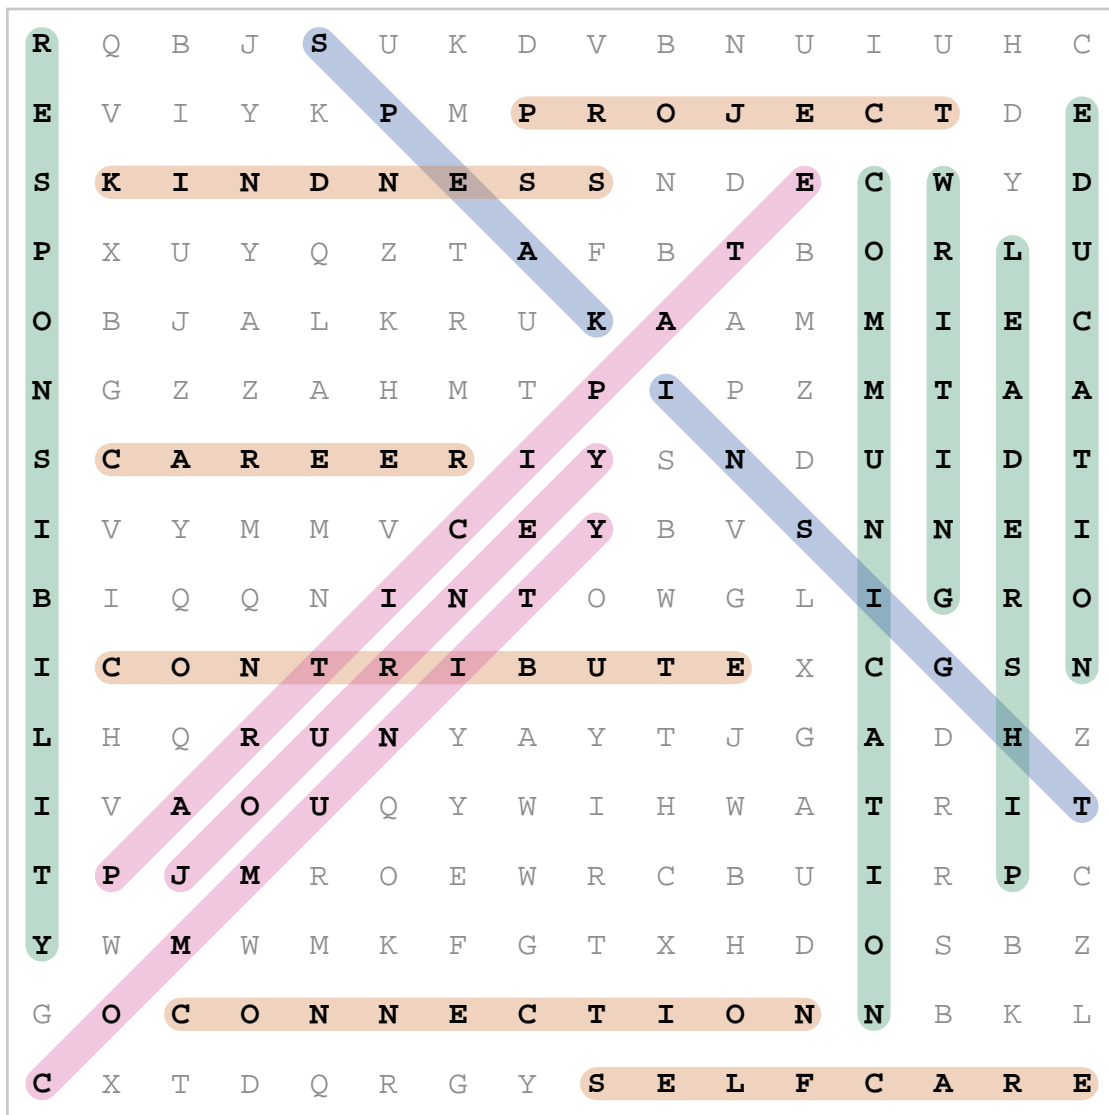 R Q B J S U K D V B N U I U H C
E V I Y K P M P R O J E C T D E
S K I N D N E S S N D E C W Y D
P X U Y Q Z T A F B T B O R L U
O B J A L K R U K A A M M I E C
N G Z Z A H M T P I P Z M T A A
S C A R E E R I Y S N D U I D T
I V Y M M V C E Y B V S N N E I
B I Q Q N I N T O W G L I G R O
I C O N T R I B U T E X C G S N
L H Q R U N Y A Y T J G A D H Z
I V A O U Q Y W I H W A T R I T
T P J M R O E W R C B U I R P C
Y W M W M K F G T X H D O S B Z
G O C O N N E C T I O N N B K L
C X T D Q R G Y S E L F C A R E